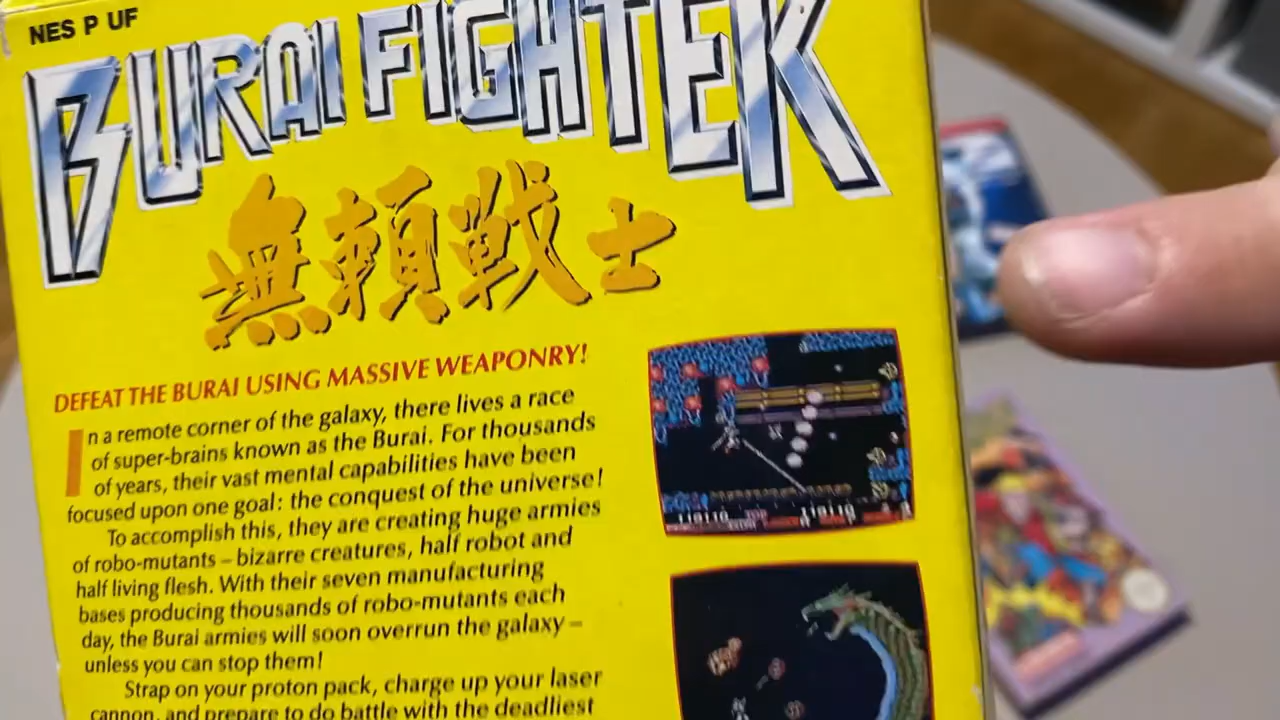 NES P UF
BURAI FIGHTER
無頼戦士
DEFEAT THE BURAI USING MASSIVE WEAPONRY!
In a remote corner of the galaxy, there lives a race
of super-brains known as the Burai. For thousands
of years, their vast mental capabilities have been
focused upon one goal: the conquest of the universe!
To accomplish this, they are creating huge armies
of robo-mutants – bizarre creatures, half robot and
half living flesh. With their seven manufacturing
bases producing thousands of robo-mutants each
day, the Burai armies will soon overrun the galaxy –
unless you can stop them!
Strap on your proton pack, charge up your laser
cannon, and prepare to do battle with the deadliest